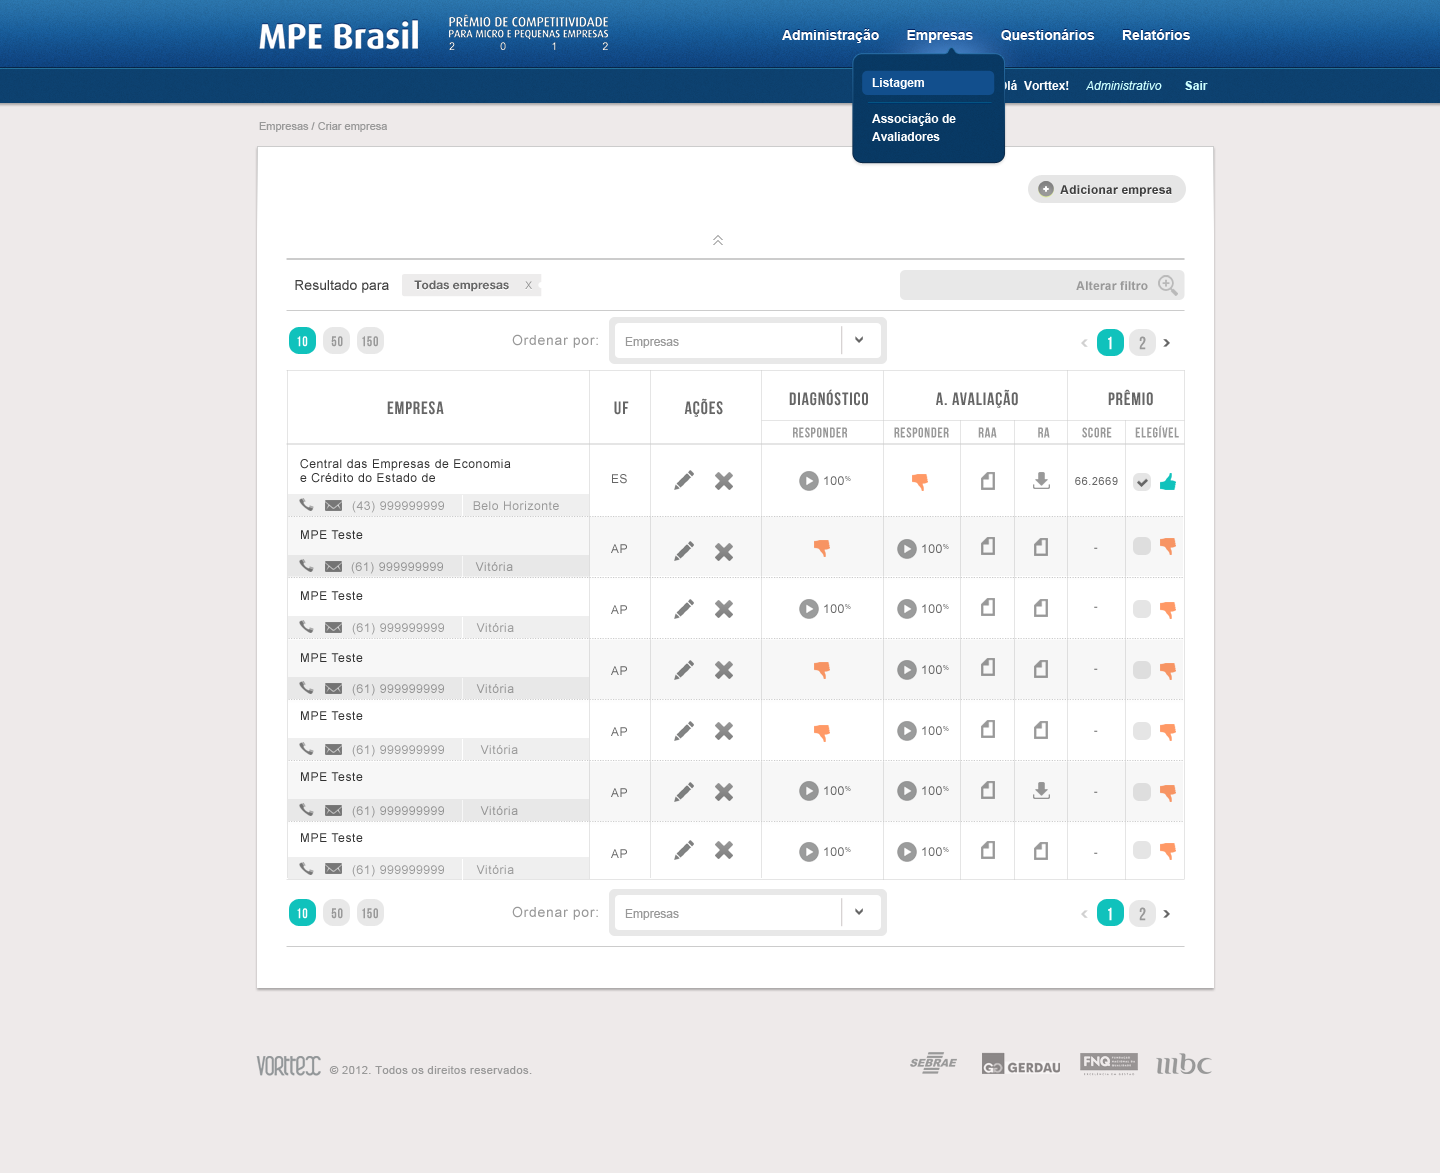 MPE Brasil
PRÊMIO DE COMPETITIVIDADE
PARA MICRO E PEQUENAS EMPRESAS
2 0 1 2
Administração Empresas Questionários Relatórios
Listagem
Associação de
Avaliadores
lá Vorttex! Administrativo Sair
Empresas / Criar empresa
Adicionar empresa
Resultado para Todas empresas x
Alterar filtro
10 50 150 Ordenar por: Empresas 1 2
EMPRESA UF AÇÕES DIAGNÓSTICO A. AVALIAÇÃO PRÊMIO
RESPONDER RESPONDER RAA RA SCORE ELEGÍVEL
Central das Empresas de Economia
e Crédito do Estado de
ES 100% 66.2669
(43) 999999999 Belo Horizonte
MPE Teste
AP 100% -
(61) 999999999 Vitória
MPE Teste
AP 100% 100% -
(61) 999999999 Vitória
MPE Teste
AP 100% -
(61) 999999999 Vitória
MPE Teste
AP 100% -
(61) 999999999 Vitória
MPE Teste
AP 100% 100% -
(61) 999999999 Vitória
MPE Teste
AP 100% 100% -
(61) 999999999 Vitória
10 50 150 Ordenar por: Empresas 1 2
VORTTEX © 2012. Todos os direitos reservados.
SEBRAE GERDAU FNQ mbc